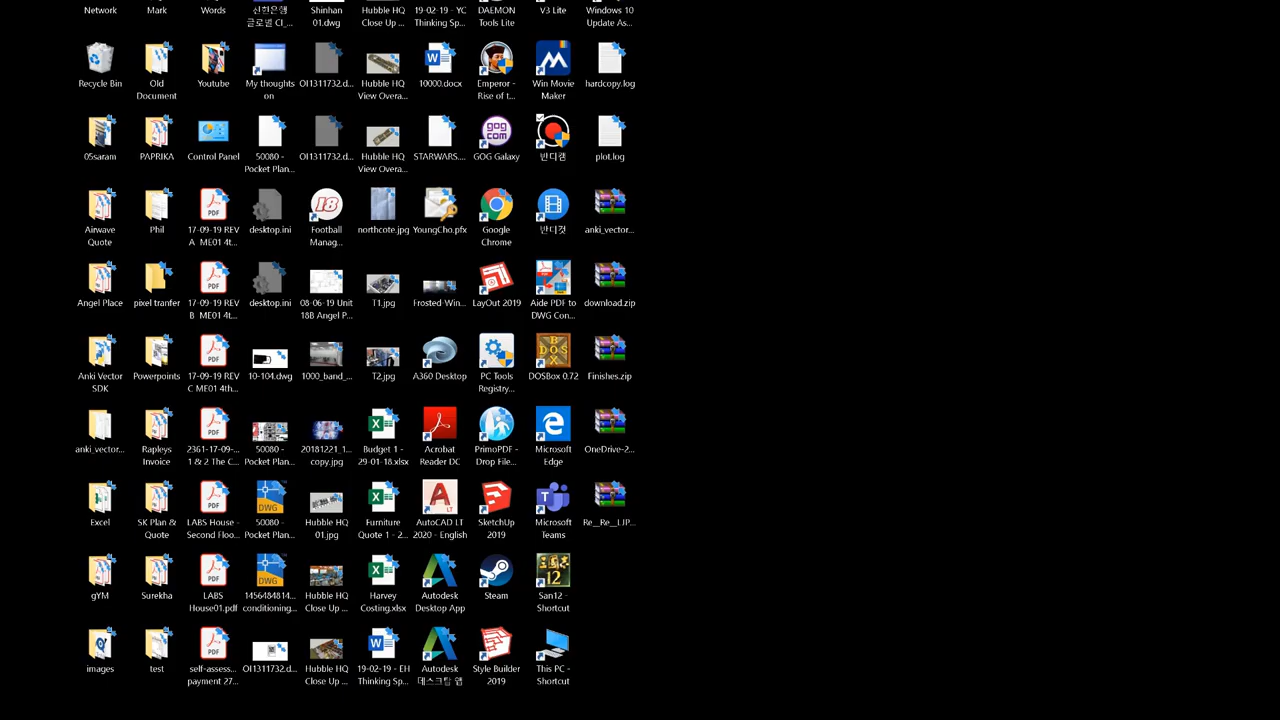 Network
Mark
Words
신한은행
글로벌 CI_...
Shinhan
01.dwg
Hubble HQ
Close Up ...
19-02-19 - YC
Thinking Sp...
DAEMON
Tools Lite
V3 Lite
Windows 10
Update As...
Recycle Bin
Old
Document
Youtube
My thoughts
on
OI1311732.d...
Hubble HQ
View Overa...
10000.docx
Emperor -
Rise of t...
Win Movie
Maker
hardcopy.log
05saram
PAPRIKA
Control Panel
50080 -
Pocket Plan...
OI1311732.d...
Hubble HQ
View Overa...
STARWARS....
GOG Galaxy
반디캠
plot.log
Airwave
Quote
Phil
17-09-19 REV
A ME01 4t...
desktop.ini
Football
Manag...
northcote.jpg
YoungCho.pfx
Google
Chrome
반디컷
anki_vector...
Angel Place
pixel tranfer
17-09-19 REV
B ME01 4t...
desktop.ini
08-06-19 Unit
18B Angel P...
T1.jpg
Frosted-Win...
LayOut 2019
Aide PDF to
DWG Con...
download.zip
Anki Vector
SDK
Powerpoints
17-09-19 REV
C ME01 4th...
10-104.dwg
1000_band_...
T2.jpg
A360 Desktop
PC Tools
Registry...
DOSBox 0.72
Finishes.zip
anki_vector...
Rapleys
Invoice
2361-17-09-...
1 & 2 The C...
50080 -
Pocket Plan...
20181221_1...
copy.jpg
Budget 1 -
29-01-18.xlsx
Acrobat
Reader DC
PrimoPDF -
Drop File...
Microsoft
Edge
OneDrive-2...
Excel
SK Plan &
Quote
LABS House -
Second Floo...
50080 -
Pocket Plan...
Hubble HQ
01.jpg
Furniture
Quote 1 - 2...
AutoCAD LT
2020 - English
SketchUp
2019
Microsoft
Teams
Re__Re__LJP...
gYM
Surekha
LABS
House01.pdf
1456484814...
conditioning...
Hubble HQ
Close Up ...
Harvey
Costing.xlsx
Autodesk
Desktop App
Steam
San12 -
Shortcut
images
test
self-assess...
payment 27...
OI1311732.d...
Hubble HQ
Close Up ...
19-02-19 - EH
Thinking Sp...
Autodesk
데스크탑 앱
Style Builder
2019
This PC -
Shortcut